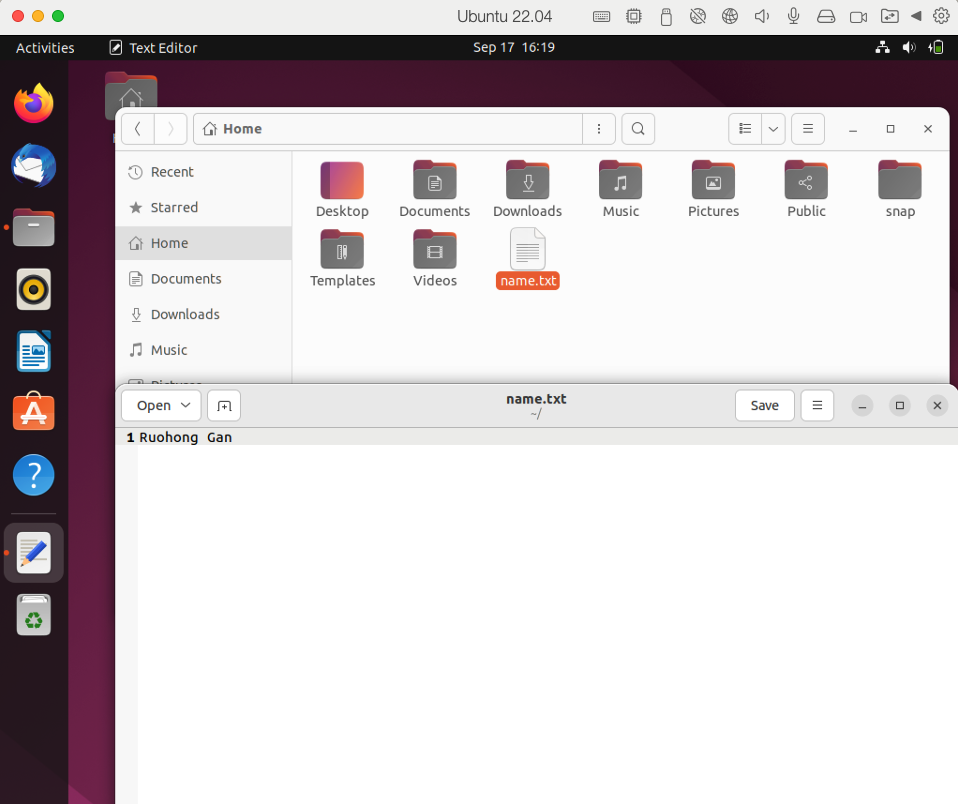 Ubuntu 22.04
Activities
Text Editor
Sep 17 16:19
Home
Recent
Starred
Home
Documents
Downloads
Music
Desktop
Documents
Downloads
Music
Pictures
Public
snap
Templates
Videos
name.txt
Open
name.txt
~/
Save
1 Ruohong Gan